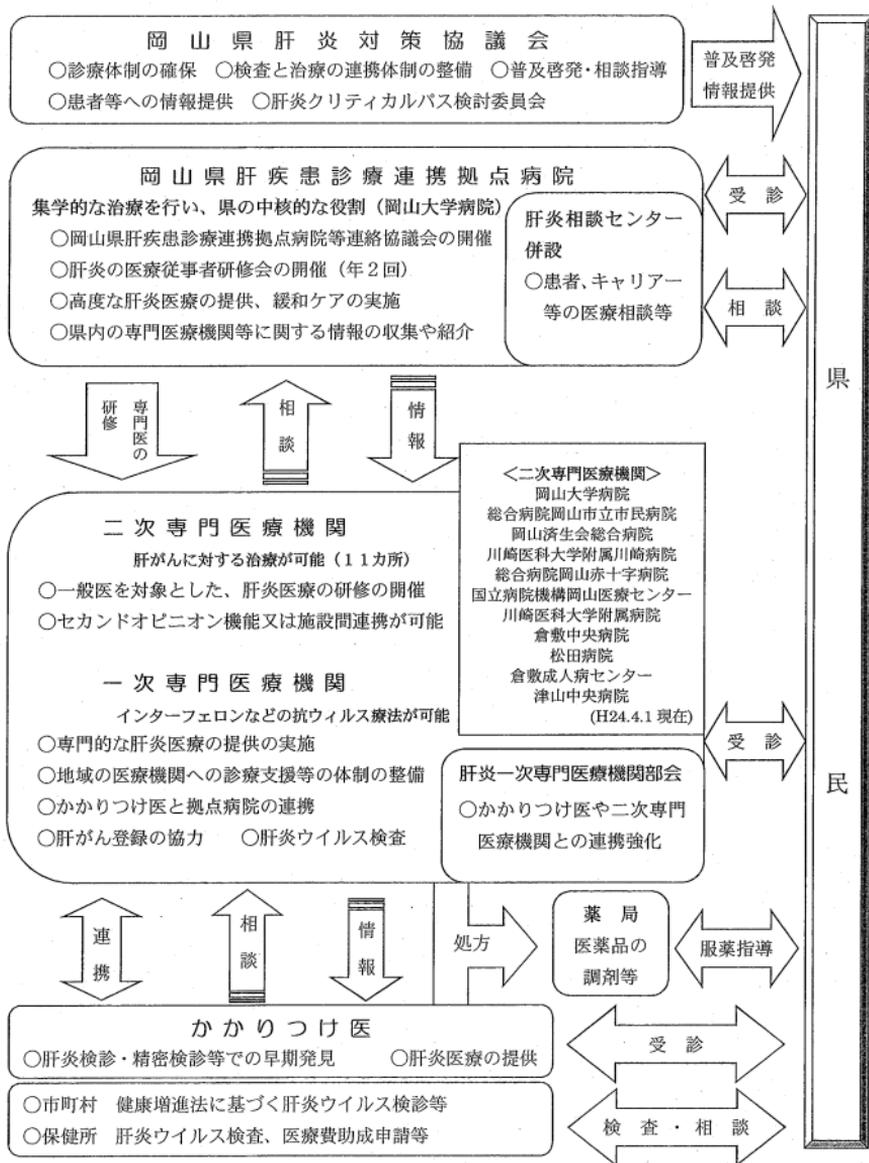 岡山県肝炎対策協議会
○診療体制の確保 ○検査と治療の連携体制の整備 ○普及啓発・相談指導
○患者等への情報提供 ○肝炎クリティカルパス検討委員会
普及啓発
情報提供
岡山県肝疾患診療連携拠点病院
集学的な治療を行い、県の中核的な役割（岡山大学病院）
○岡山県肝疾患診療連携拠点病院等連絡協議会の開催
○肝炎の医療従事者研修会の開催（年２回）
○高度な肝炎医療の提供、緩和ケアの実施
○県内の専門医療機関等に関する情報の収集や紹介
肝炎相談センター
併設
○患者、キャリアー
等の医療相談等
受診
相談
県民
専門医の
研修
相談
情報
二次専門医療機関
肝がんに対する治療が可能（１１カ所）
○一般医を対象とした、肝炎医療の研修の開催
○セカンドオピニオン機能又は施設間連携が可能
＜二次専門医療機関＞
岡山大学病院
総合病院岡山市立市民病院
岡山済生会総合病院
川崎医科大学附属川崎病院
総合病院岡山赤十字病院
国立病院機構岡山医療センター
川崎医科大学附属病院
倉敷中央病院
松田病院
倉敷成人病センター
津山中央病院
(H24.4.1 現在)
一次専門医療機関
インターフェロンなどの抗ウィルス療法が可能
○専門的な肝炎医療の提供の実施
○地域の医療機関への診療支援等の体制の整備
○かかりつけ医と拠点病院の連携
○肝がん登録の協力 ○肝炎ウイルス検査
肝炎一次専門医療機関部会
○かかりつけ医や二次専門
医療機関との連携強化
受診
連携
相談
情報
処方
薬局
医薬品の
調剤等
服薬指導
かかりつけ医
○肝炎検診・精密検診等での早期発見 ○肝炎医療の提供
受診
○市町村 健康増進法に基づく肝炎ウイルス検診等
○保健所 肝炎ウイルス検査、医療費助成申請等
検査・相談